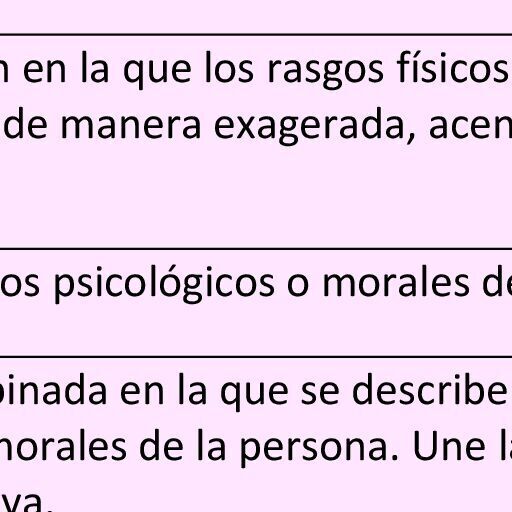 n en la que los rasgos físicos
de manera exagerada, acen
os psicológicos o morales de
binada en la que se describe
morales de la persona. Une la
va.